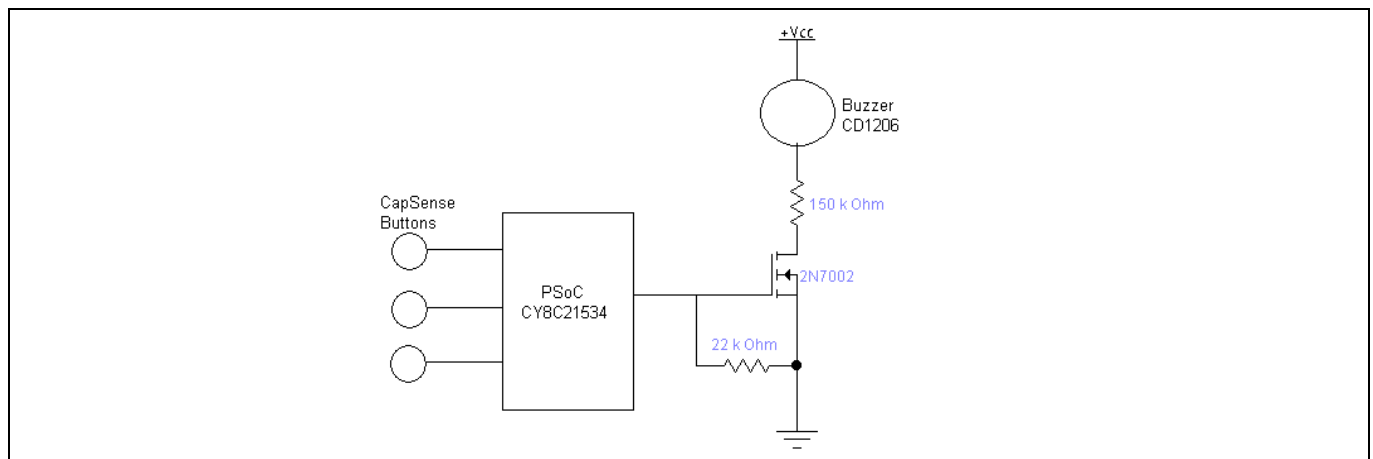 +Vcc
Buzzer
CD1206
150 k Ohm
CapSense
Buttons
2N7002
PSoC
CY8C21534
22 k Ohm